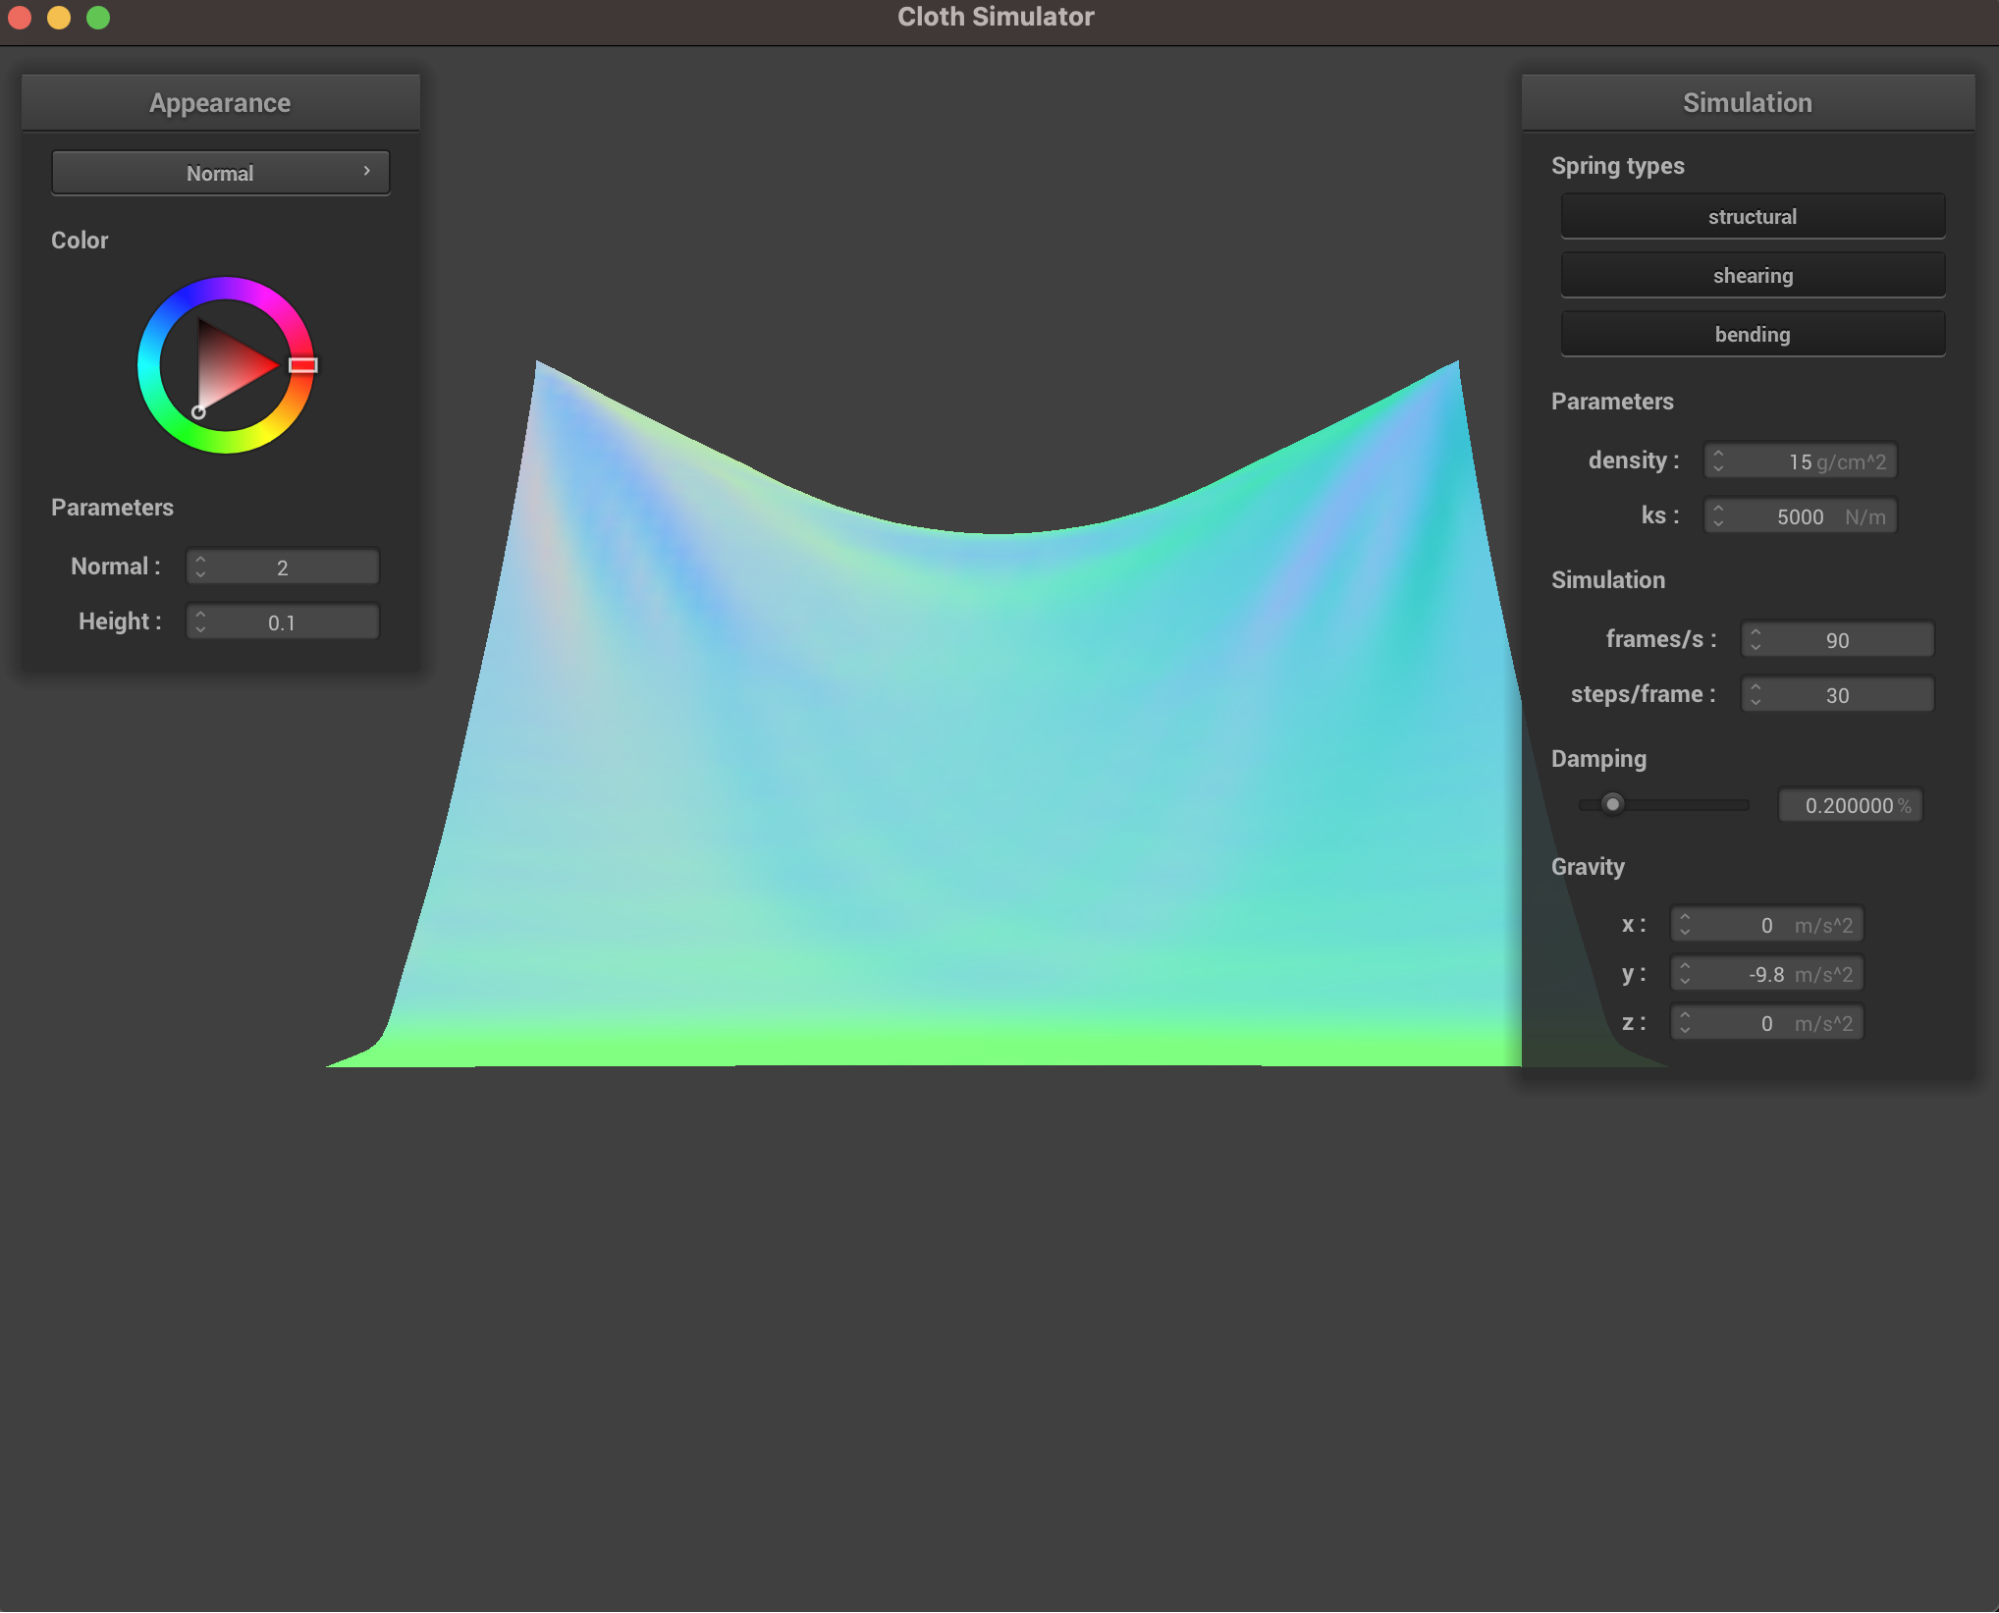 Cloth Simulator
Appearance
Normal
Color
Parameters
Normal : 2
Height : 0.1
Simulation
Spring types
structural
shearing
bending
Parameters
density : 15 g/cm^2
ks : 5000 N/m
Simulation
frames/s : 90
steps/frame : 30
Damping
0.200000 %
Gravity
x : 0 m/s^2
y : -9.8 m/s^2
z : 0 m/s^2